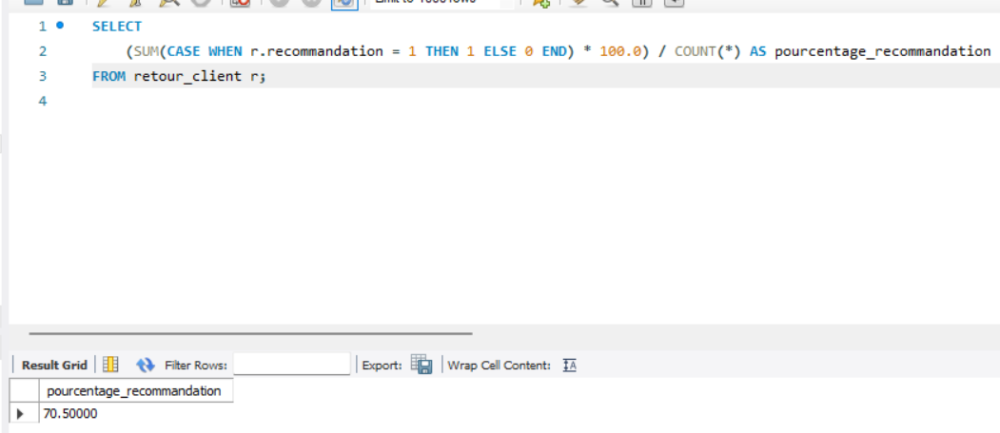 1 SELECT
2 (SUM(CASE WHEN r.recommandation = 1 THEN 1 ELSE 0 END) * 100.0) / COUNT(*) AS pourcentage_recommandation
3 FROM retour_client r;
4
Result Grid Filter Rows: Export: Wrap Cell Content:
pourcentage_recommandation
70.50000